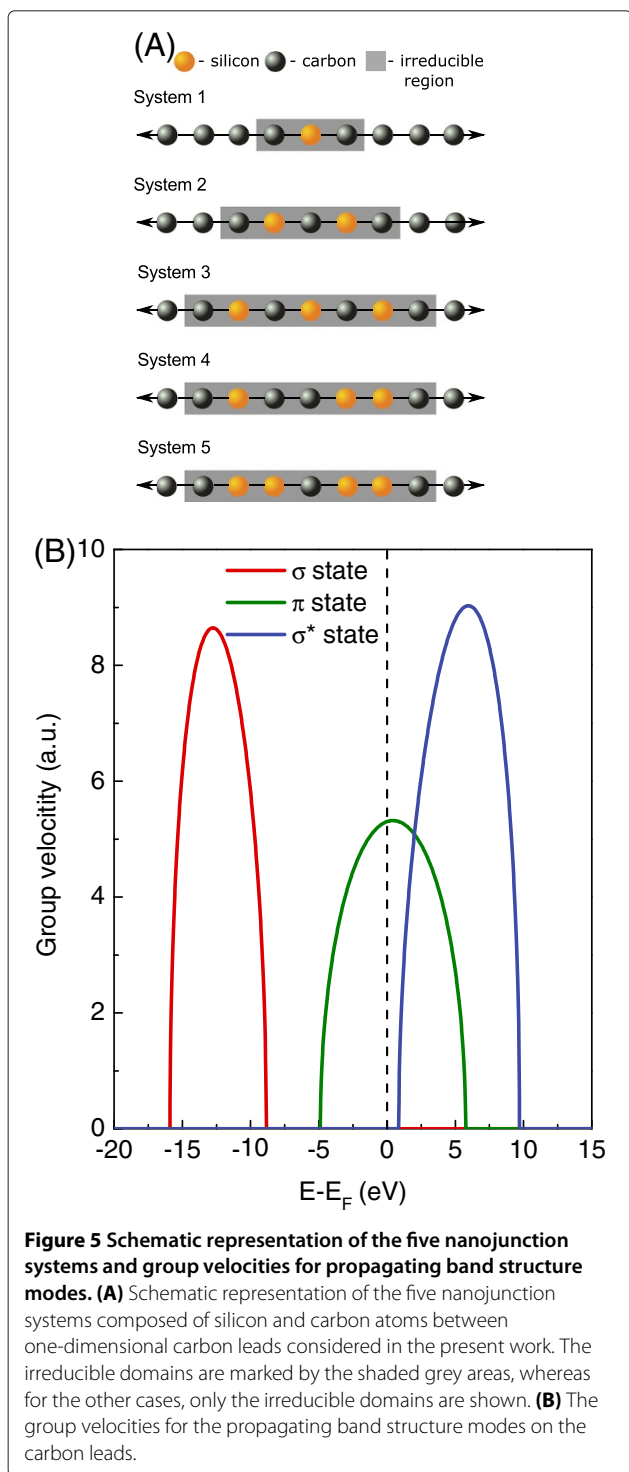 (A)
- silicon - carbon - irreducible
region
System 1
System 2
System 3
System 4
System 5
(B)
10
8
6
4
2
0
Group velocitity (a.u.)
σ state
π state
σ* state
-20 -15 -10 -5 0 5 10 15
E-E_F (eV)
Figure 5 Schematic representation of the five nanojunction
systems and group velocities for propagating band structure
modes. (A) Schematic representation of the five nanojunction
systems composed of silicon and carbon atoms between
one-dimensional carbon leads considered in the present work. The
irreducible domains are marked by the shaded grey areas, whereas
for the other cases, only the irreducible domains are shown. (B) The
group velocities for the propagating band structure modes on the
carbon leads.